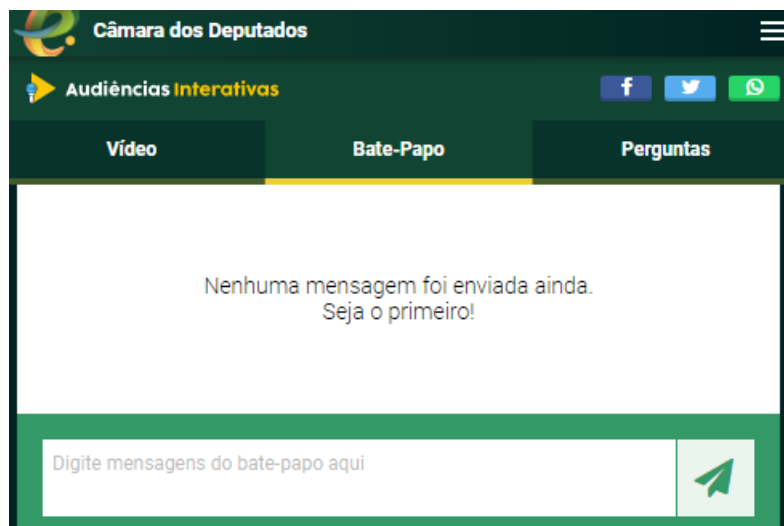 Câmara dos Deputados
Audiências Interativas
Vídeo
Bate-Papo
Perguntas
Nenhuma mensagem foi enviada ainda.
Seja o primeiro!
Digite mensagens do bate-papo aqui